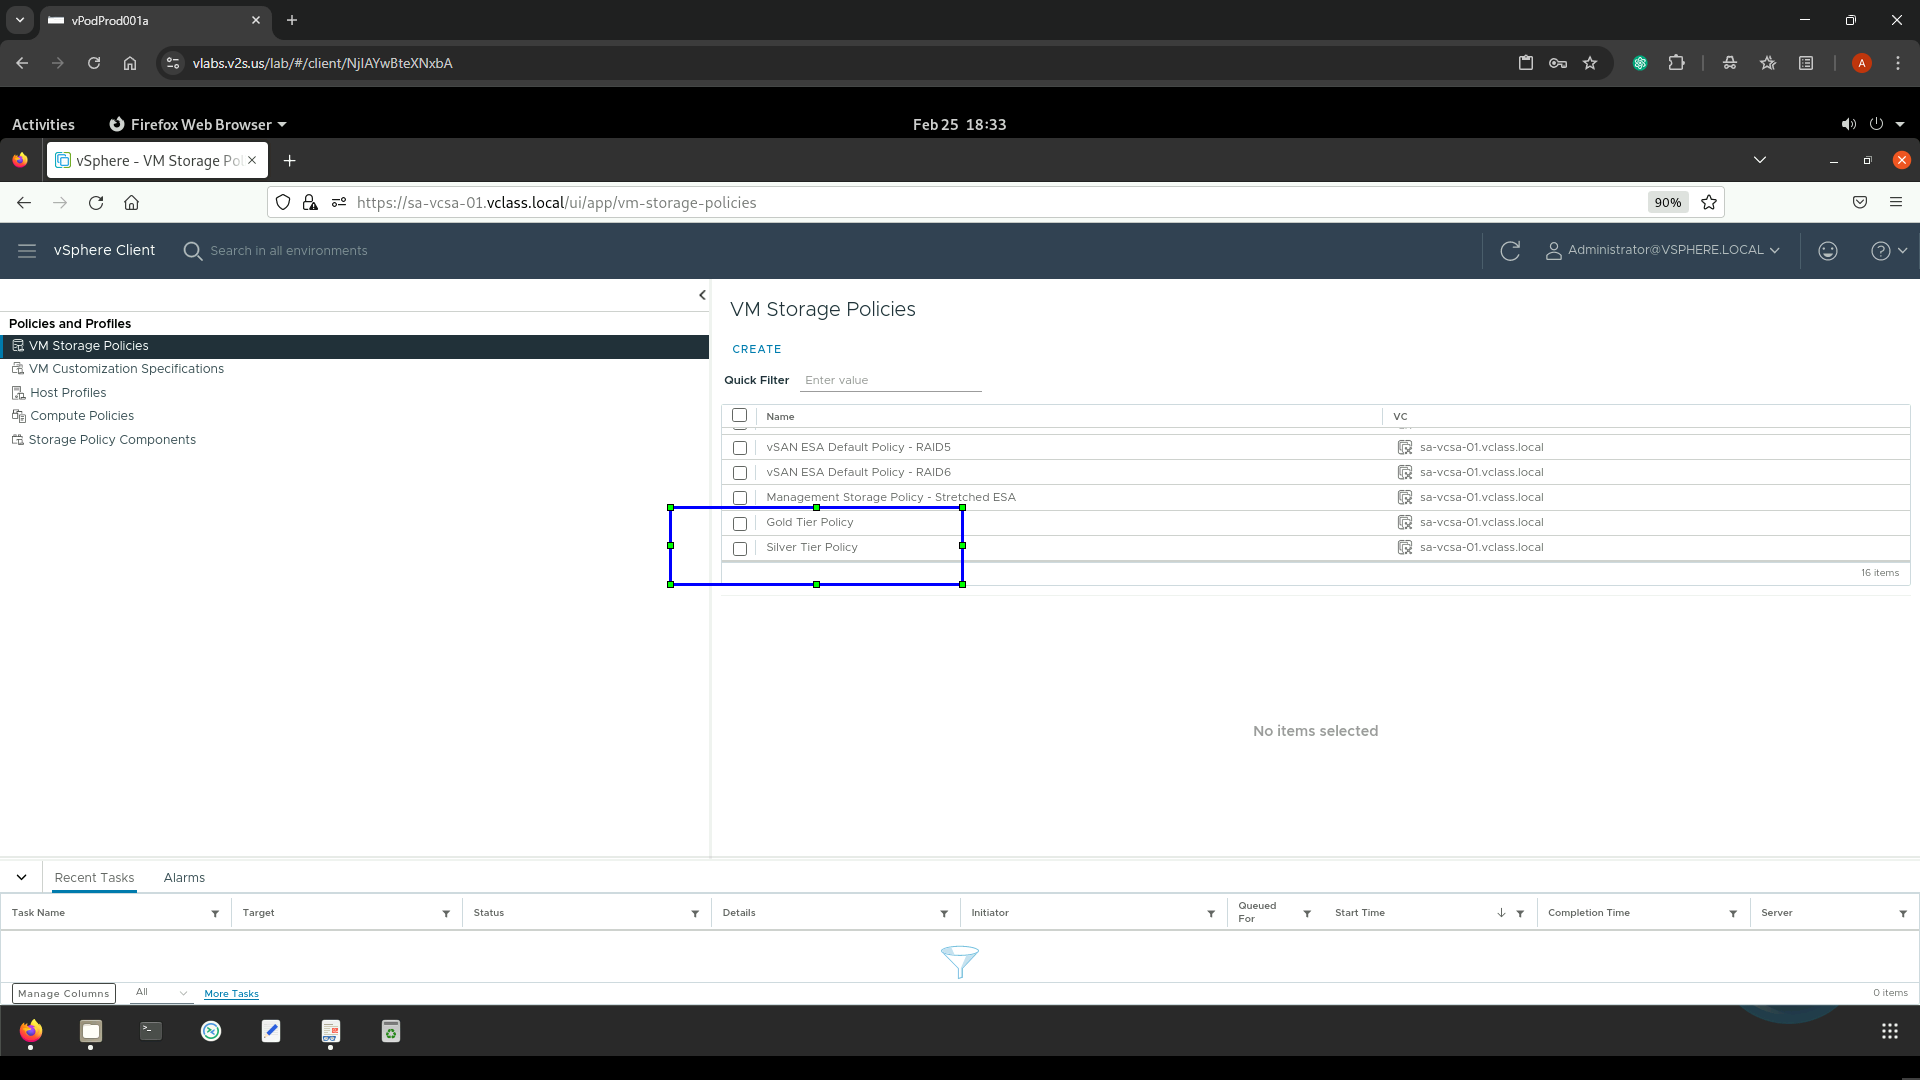 vPodProd001a
vlabs.v2s.us/lab/#/client/NjIAYwBteXNxbA
A
Activities
Firefox Web Browser
Feb 25 18:33
vSphere - VM Storage Pol
https://sa-vcsa-01.vclass.local/ui/app/vm-storage-policies
90%
vSphere Client
Search in all environments
Administrator@VSPHERE.LOCAL
Policies and Profiles
VM Storage Policies
VM Customization Specifications
Host Profiles
Compute Policies
Storage Policy Components
VM Storage Policies
CREATE
Quick Filter
Enter value
Name
VC
vSAN ESA Default Policy - RAID5
sa-vcsa-01.vclass.local
vSAN ESA Default Policy - RAID6
sa-vcsa-01.vclass.local
Management Storage Policy - Stretched ESA
sa-vcsa-01.vclass.local
Gold Tier Policy
sa-vcsa-01.vclass.local
Silver Tier Policy
sa-vcsa-01.vclass.local
16 items
No items selected
Recent Tasks
Alarms
Task Name
Target
Status
Details
Initiator
Queued For
Start Time
Completion Time
Server
Manage Columns
All
More Tasks
0 items